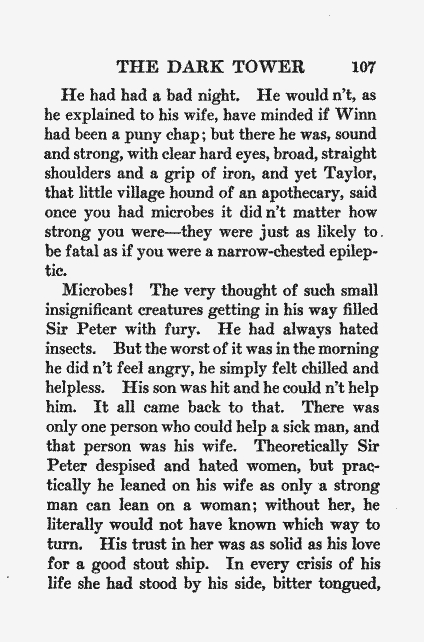 THE DARK TOWER 107
He had had a bad night. He would n't, as
he explained to his wife, have minded if Winn
had been a puny chap; but there he was, sound
and strong, with clear hard eyes, broad, straight
shoulders and a grip of iron, and yet Taylor,
that little village hound of an apothecary, said
once you had microbes it did n't matter how
strong you were—they were just as likely to
be fatal as if you were a narrow-chested epilep-
tic.
Microbes! The very thought of such small
insignificant creatures getting in his way filled
Sir Peter with fury. He had always hated
insects. But the worst of it was in the morning
he did n't feel angry, he simply felt chilled and
helpless. His son was hit and he could n't help
him. It all came back to that. There was
only one person who could help a sick man, and
that person was his wife. Theoretically Sir
Peter despised and hated women, but prac-
tically he leaned on his wife as only a strong
man can lean on a woman; without her, he
literally would not have known which way to
turn. His trust in her was as solid as his love
for a good stout ship. In every crisis of his
life she had stood by his side, bitter tongued,